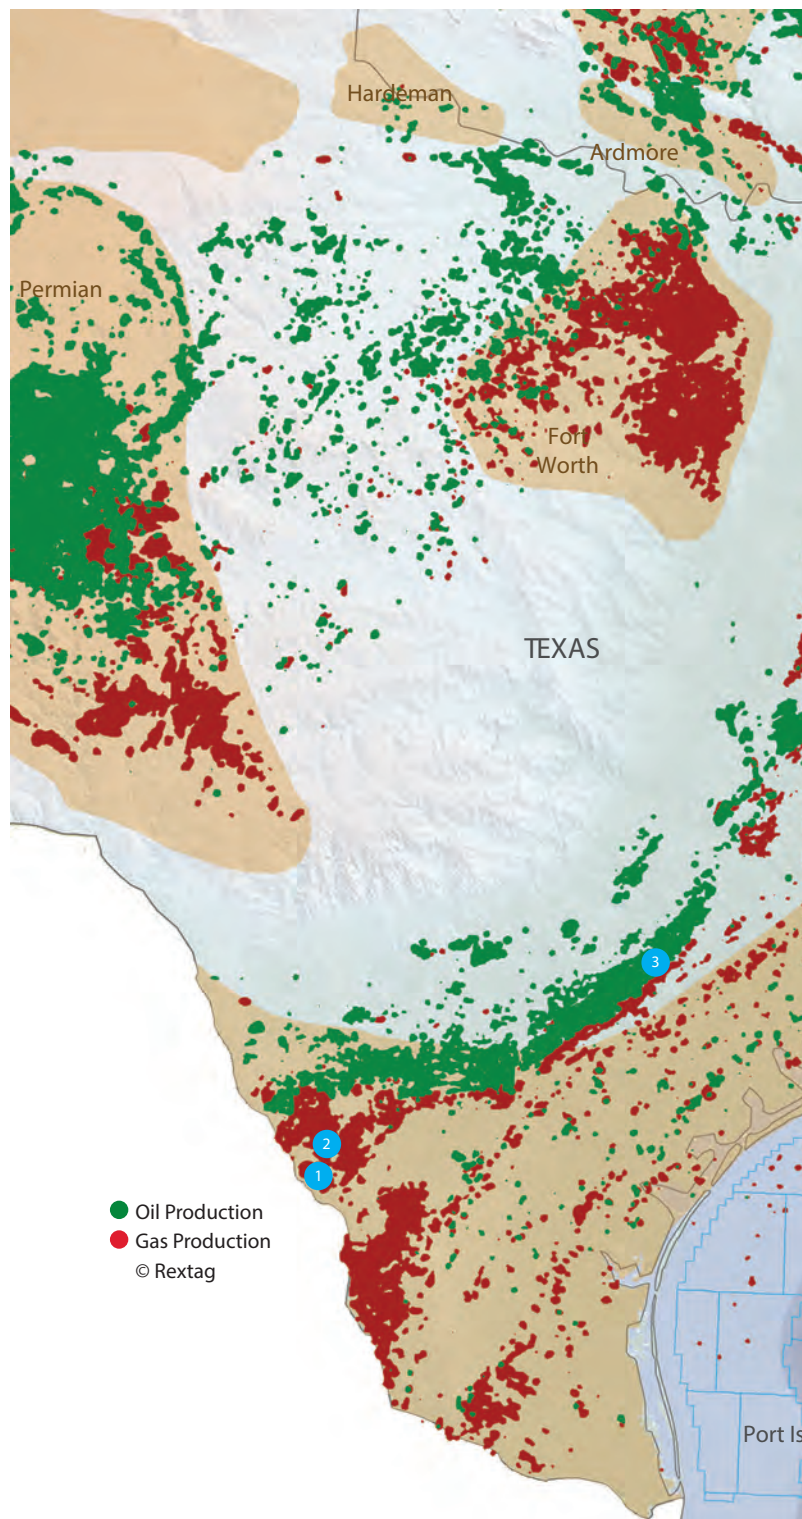 Hardeman
Ardmore
Permian
Fort
Worth
TEXAS
3
2
1
Oil Production
Gas Production
© Rextag
Port Is